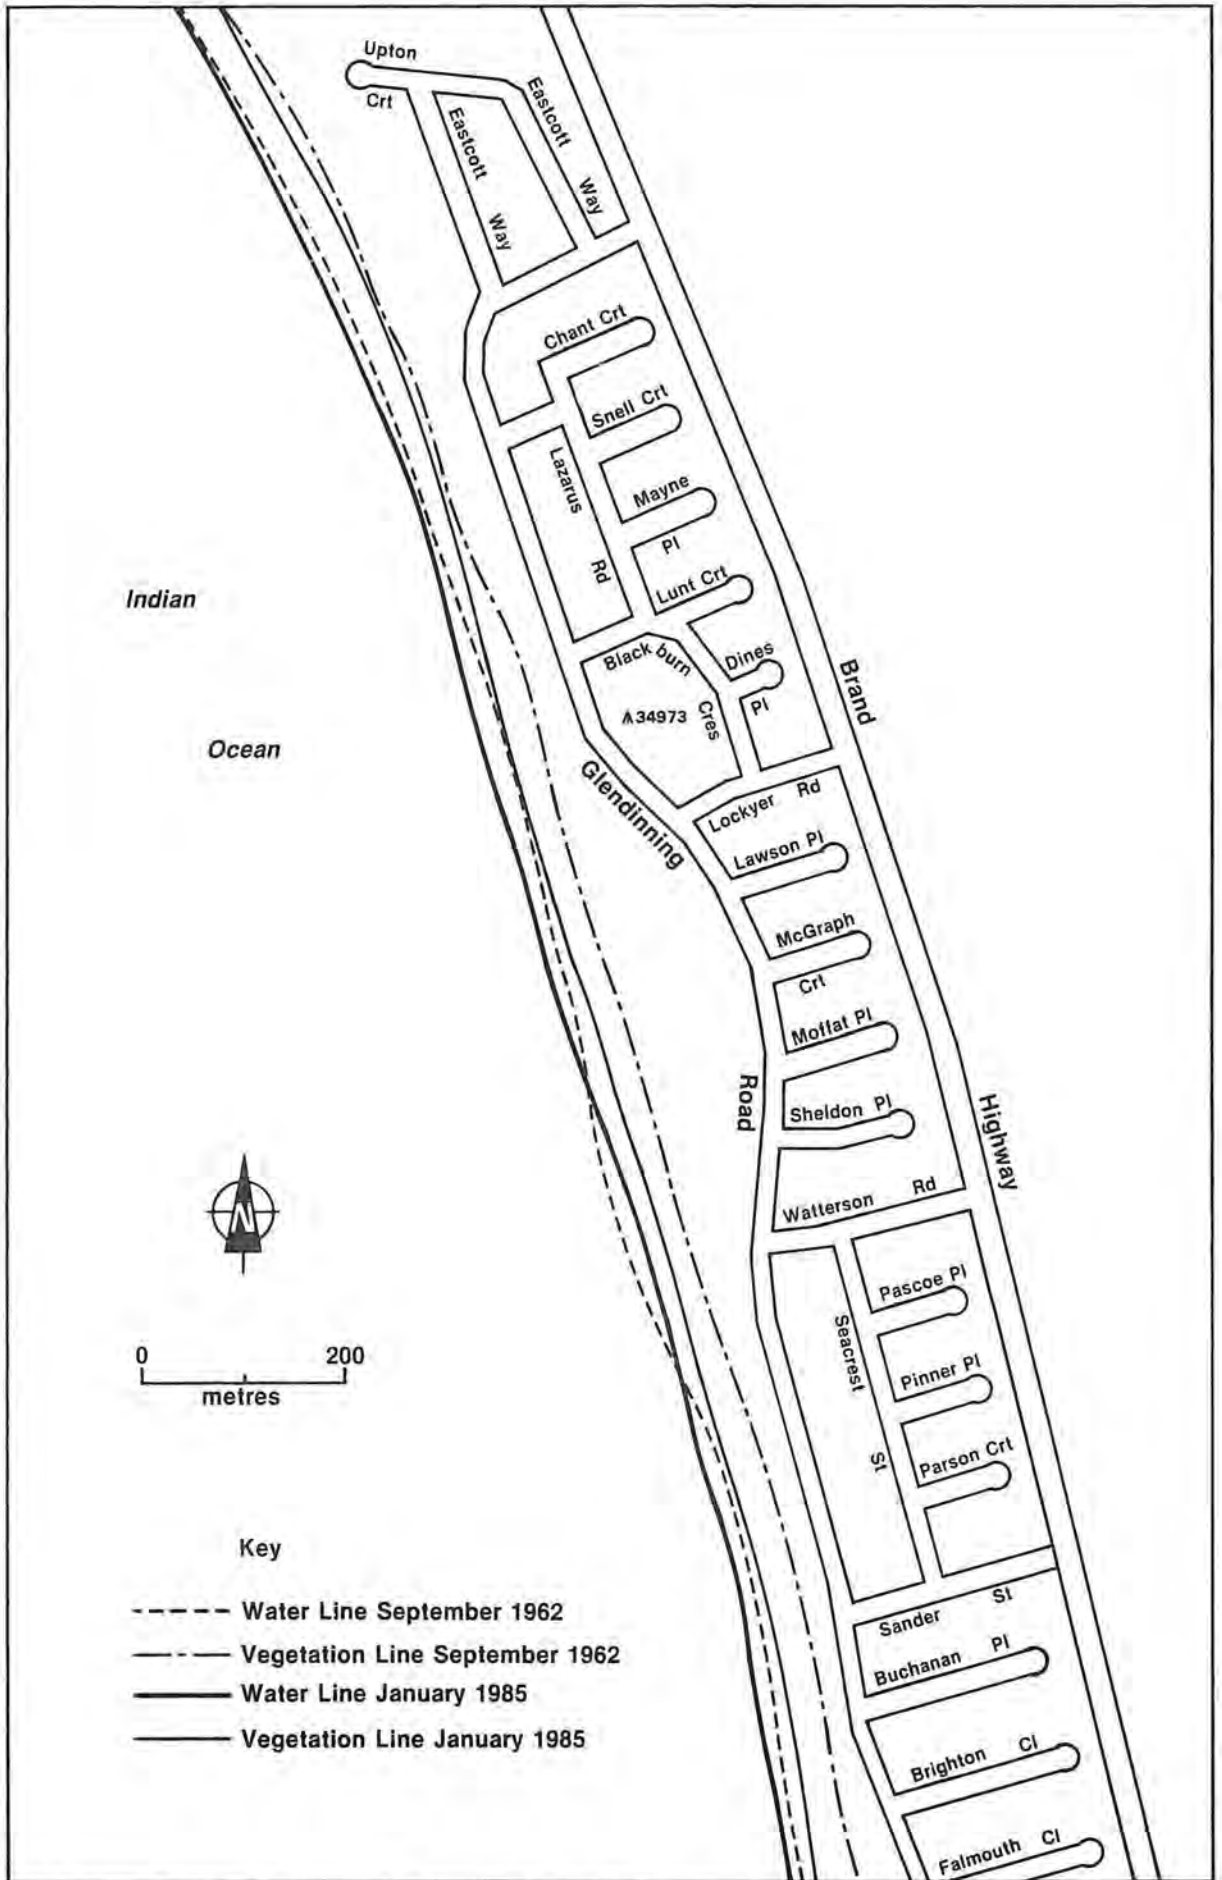 Upton
Crt
Eastcott
Way
Eastcott
Way
Chant Crt
Snell Crt
Lazarus
Rd
Mayne
Pl
Lunt Crt
Indian
Ocean
Black burn
Cres
Dines
Pl
34973
Brand
Glendinning
Lockyer Rd
Lawson Pl
McGraph
Crt
Moffat Pl
Road
Sheldon Pl
Highway
Watterson Rd
N
Pascoe Pl
Seacrest
St
Pinner Pl
Parson Crt
0 200
metres
Sander St
Buchanan Pl
Brighton Cl
Falmouth Cl
Key
Water Line September 1962
Vegetation Line September 1962
Water Line January 1985
Vegetation Line January 1985